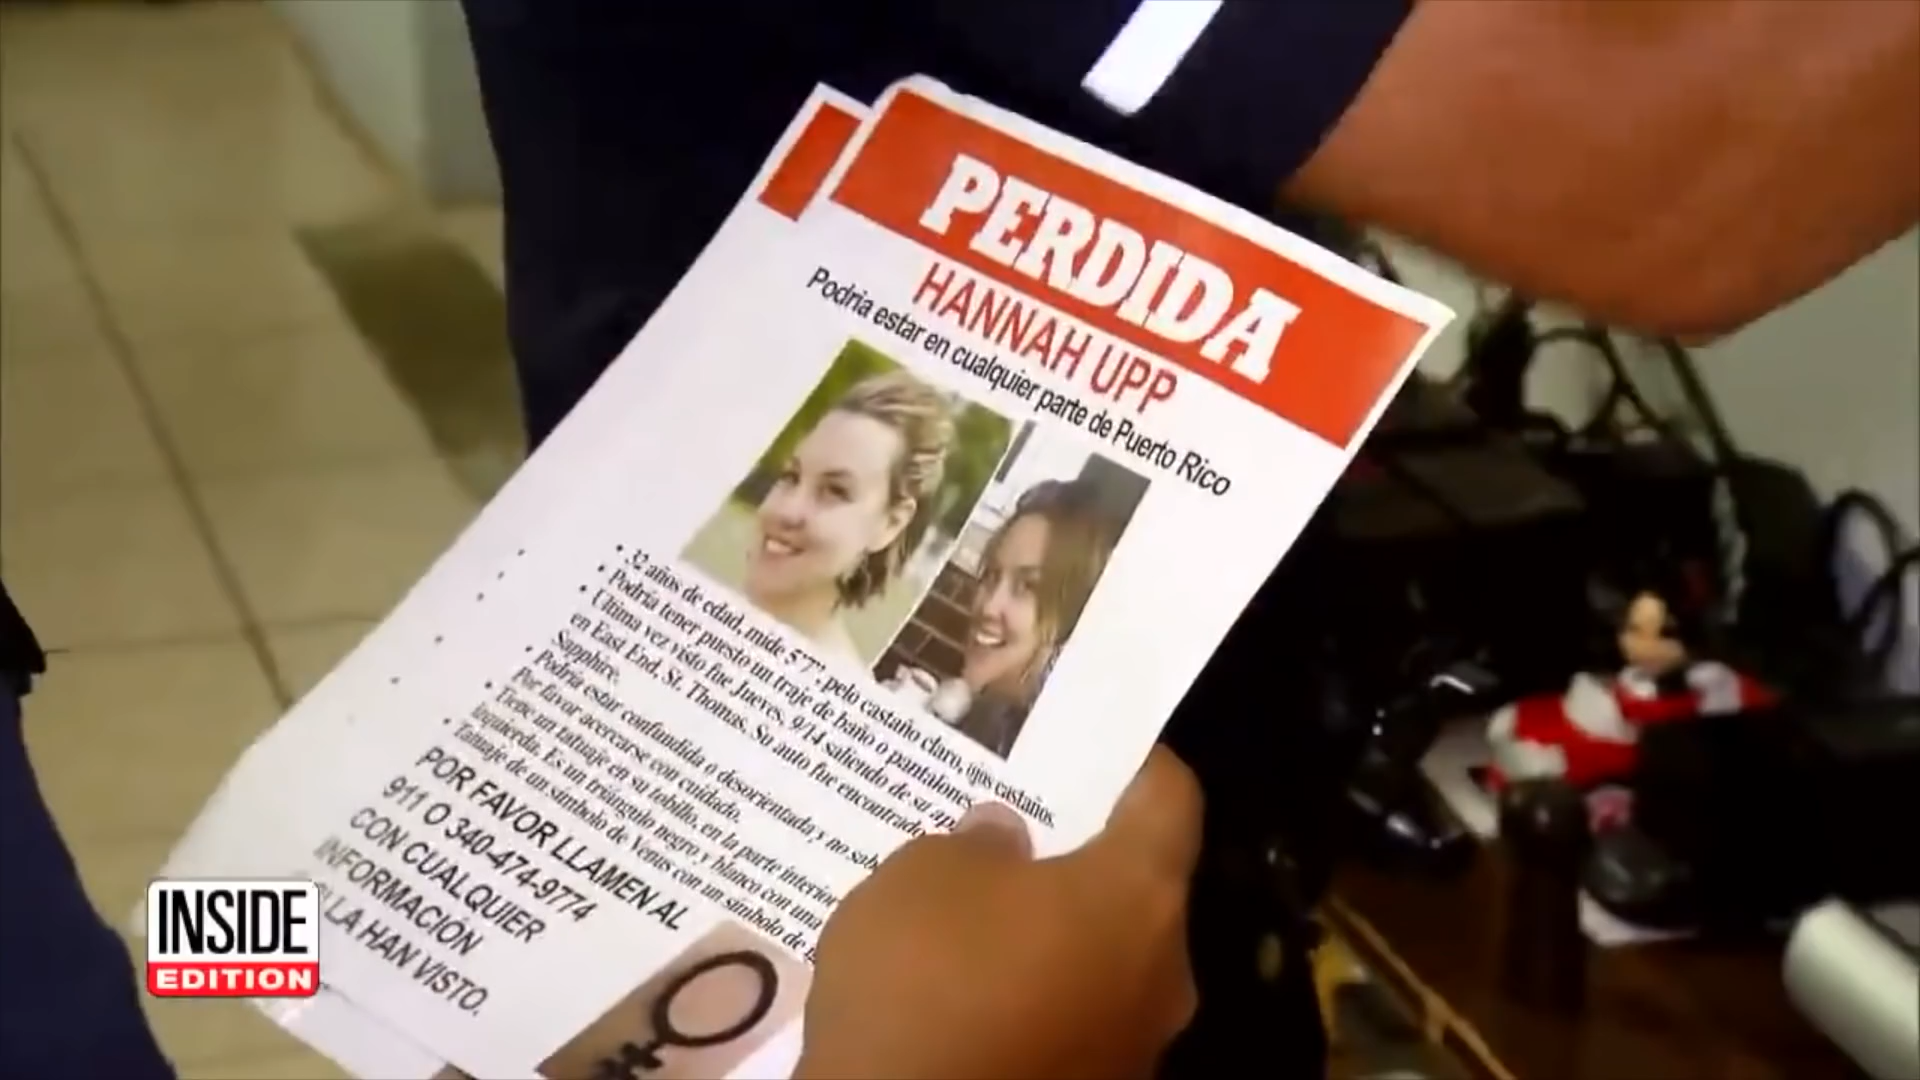 PERDIDA
HANNAH UPP
Podria estar en cualquier parte de Puerto Rico
• 32 años de edad, mide 5'7", pelo castaño claro, ojos castaños.
• Podría tener puesto un traje de baño o pantalones
• Ultima vez visto fue Jueves, 9/14 saliendo de su
en East End, St. Thomas. Su auto fue encontrado
Sapphire.
• Podría estar confundida o desorientada y no
Por favor acercarse con cuidado.
• Tiene un tatuaje en su tobillo, en la parte interior
izquierda. Es un triángulo negro y blanco con una
• Tatuaje de un símbolo de Venus con un símbolo de
POR FAVOR LLAMEN AL
911 O 340-474-9774
CON CUALQUIER
INFORMACIÓN
SI LA HAN VISTO.
INSIDE
EDITION